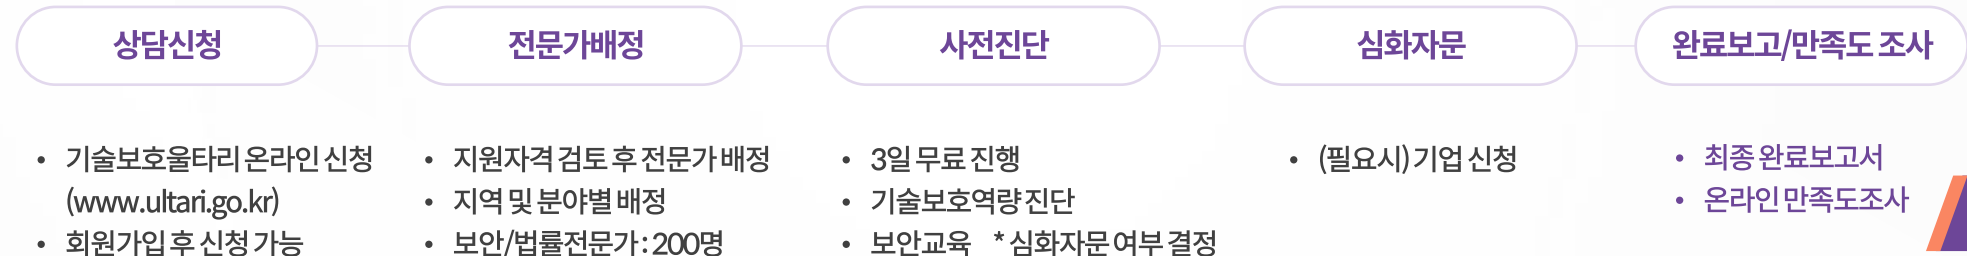 상담신청
전문가배정
사전진단
심화자문
완료보고/만족도 조사
• 기술보호울타리 온라인 신청
(www.ultari.go.kr)
• 회원가입 후 신청 가능
• 지원자격 검토 후 전문가 배정
• 지역 및 분야별 배정
• 보안/법률전문가 : 200명
• 3일 무료 진행
• 기술보호역량 진단
• 보안교육 * 심화자문 여부 결정
• (필요시) 기업 신청
• 최종 완료보고서
• 온라인 만족도조사